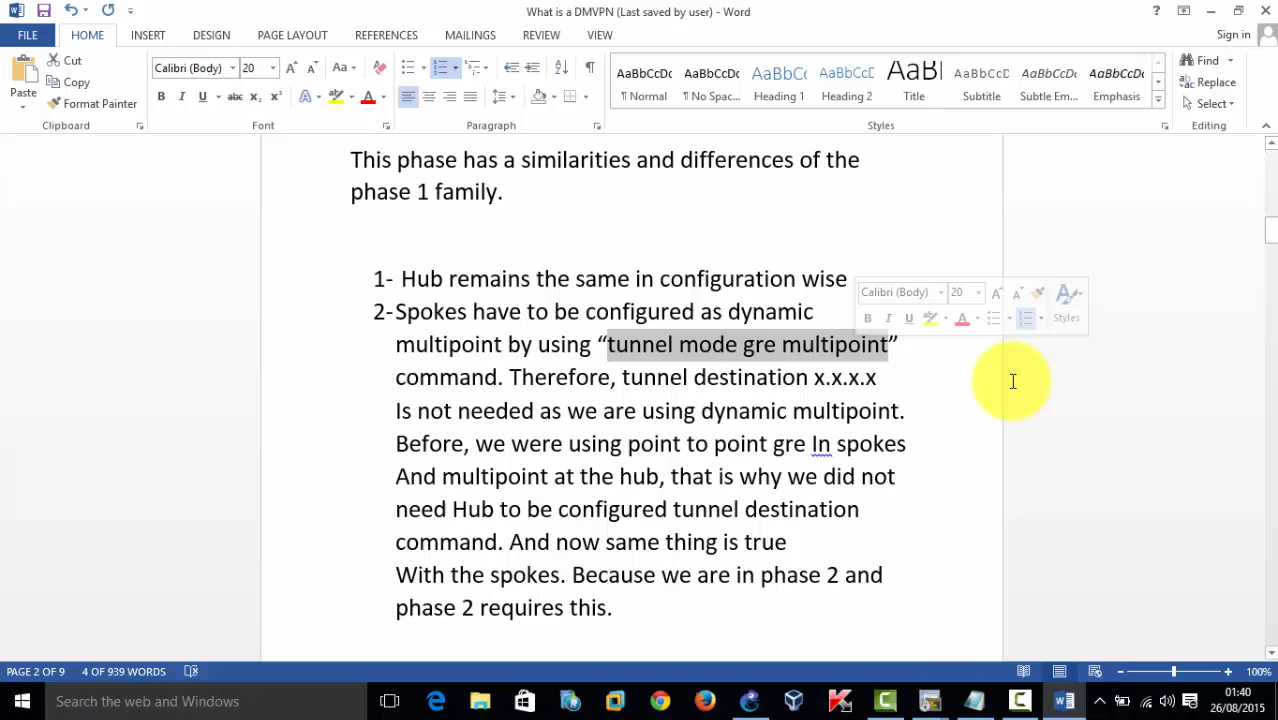 What is a DMVPN (Last saved by user) - Word
FILE HOME INSERT DESIGN PAGE LAYOUT REFERENCES MAILINGS REVIEW VIEW Sign in
Paste Cut Copy Format Painter
Clipboard
Calibri (Body) 20
Font
Paragraph
AaBbCcDc AaBbCcDc AaBbCc AaBbCcD AaBl AaBbCcD AaBbCcDc AaBbCcDc
¶ Normal ¶ No Spac... Heading 1 Heading 2 Title Subtitle Subtle Em... Emphasis
Styles
Find
Replace
Select
Editing
This phase has a similarities and differences of the
phase 1 family.
1- Hub remains the same in configuration wise
2-Spokes have to be configured as dynamic
multipoint by using “tunnel mode gre multipoint”
command. Therefore, tunnel destination x.x.x.x
Is not needed as we are using dynamic multipoint.
Before, we were using point to point gre In spokes
And multipoint at the hub, that is why we did not
need Hub to be configured tunnel destination
command. And now same thing is true
With the spokes. Because we are in phase 2 and
phase 2 requires this.
Calibri (Body) 20
Styles
PAGE 2 OF 9 4 OF 939 WORDS 100%
Search the web and Windows
01:40
26/08/2015